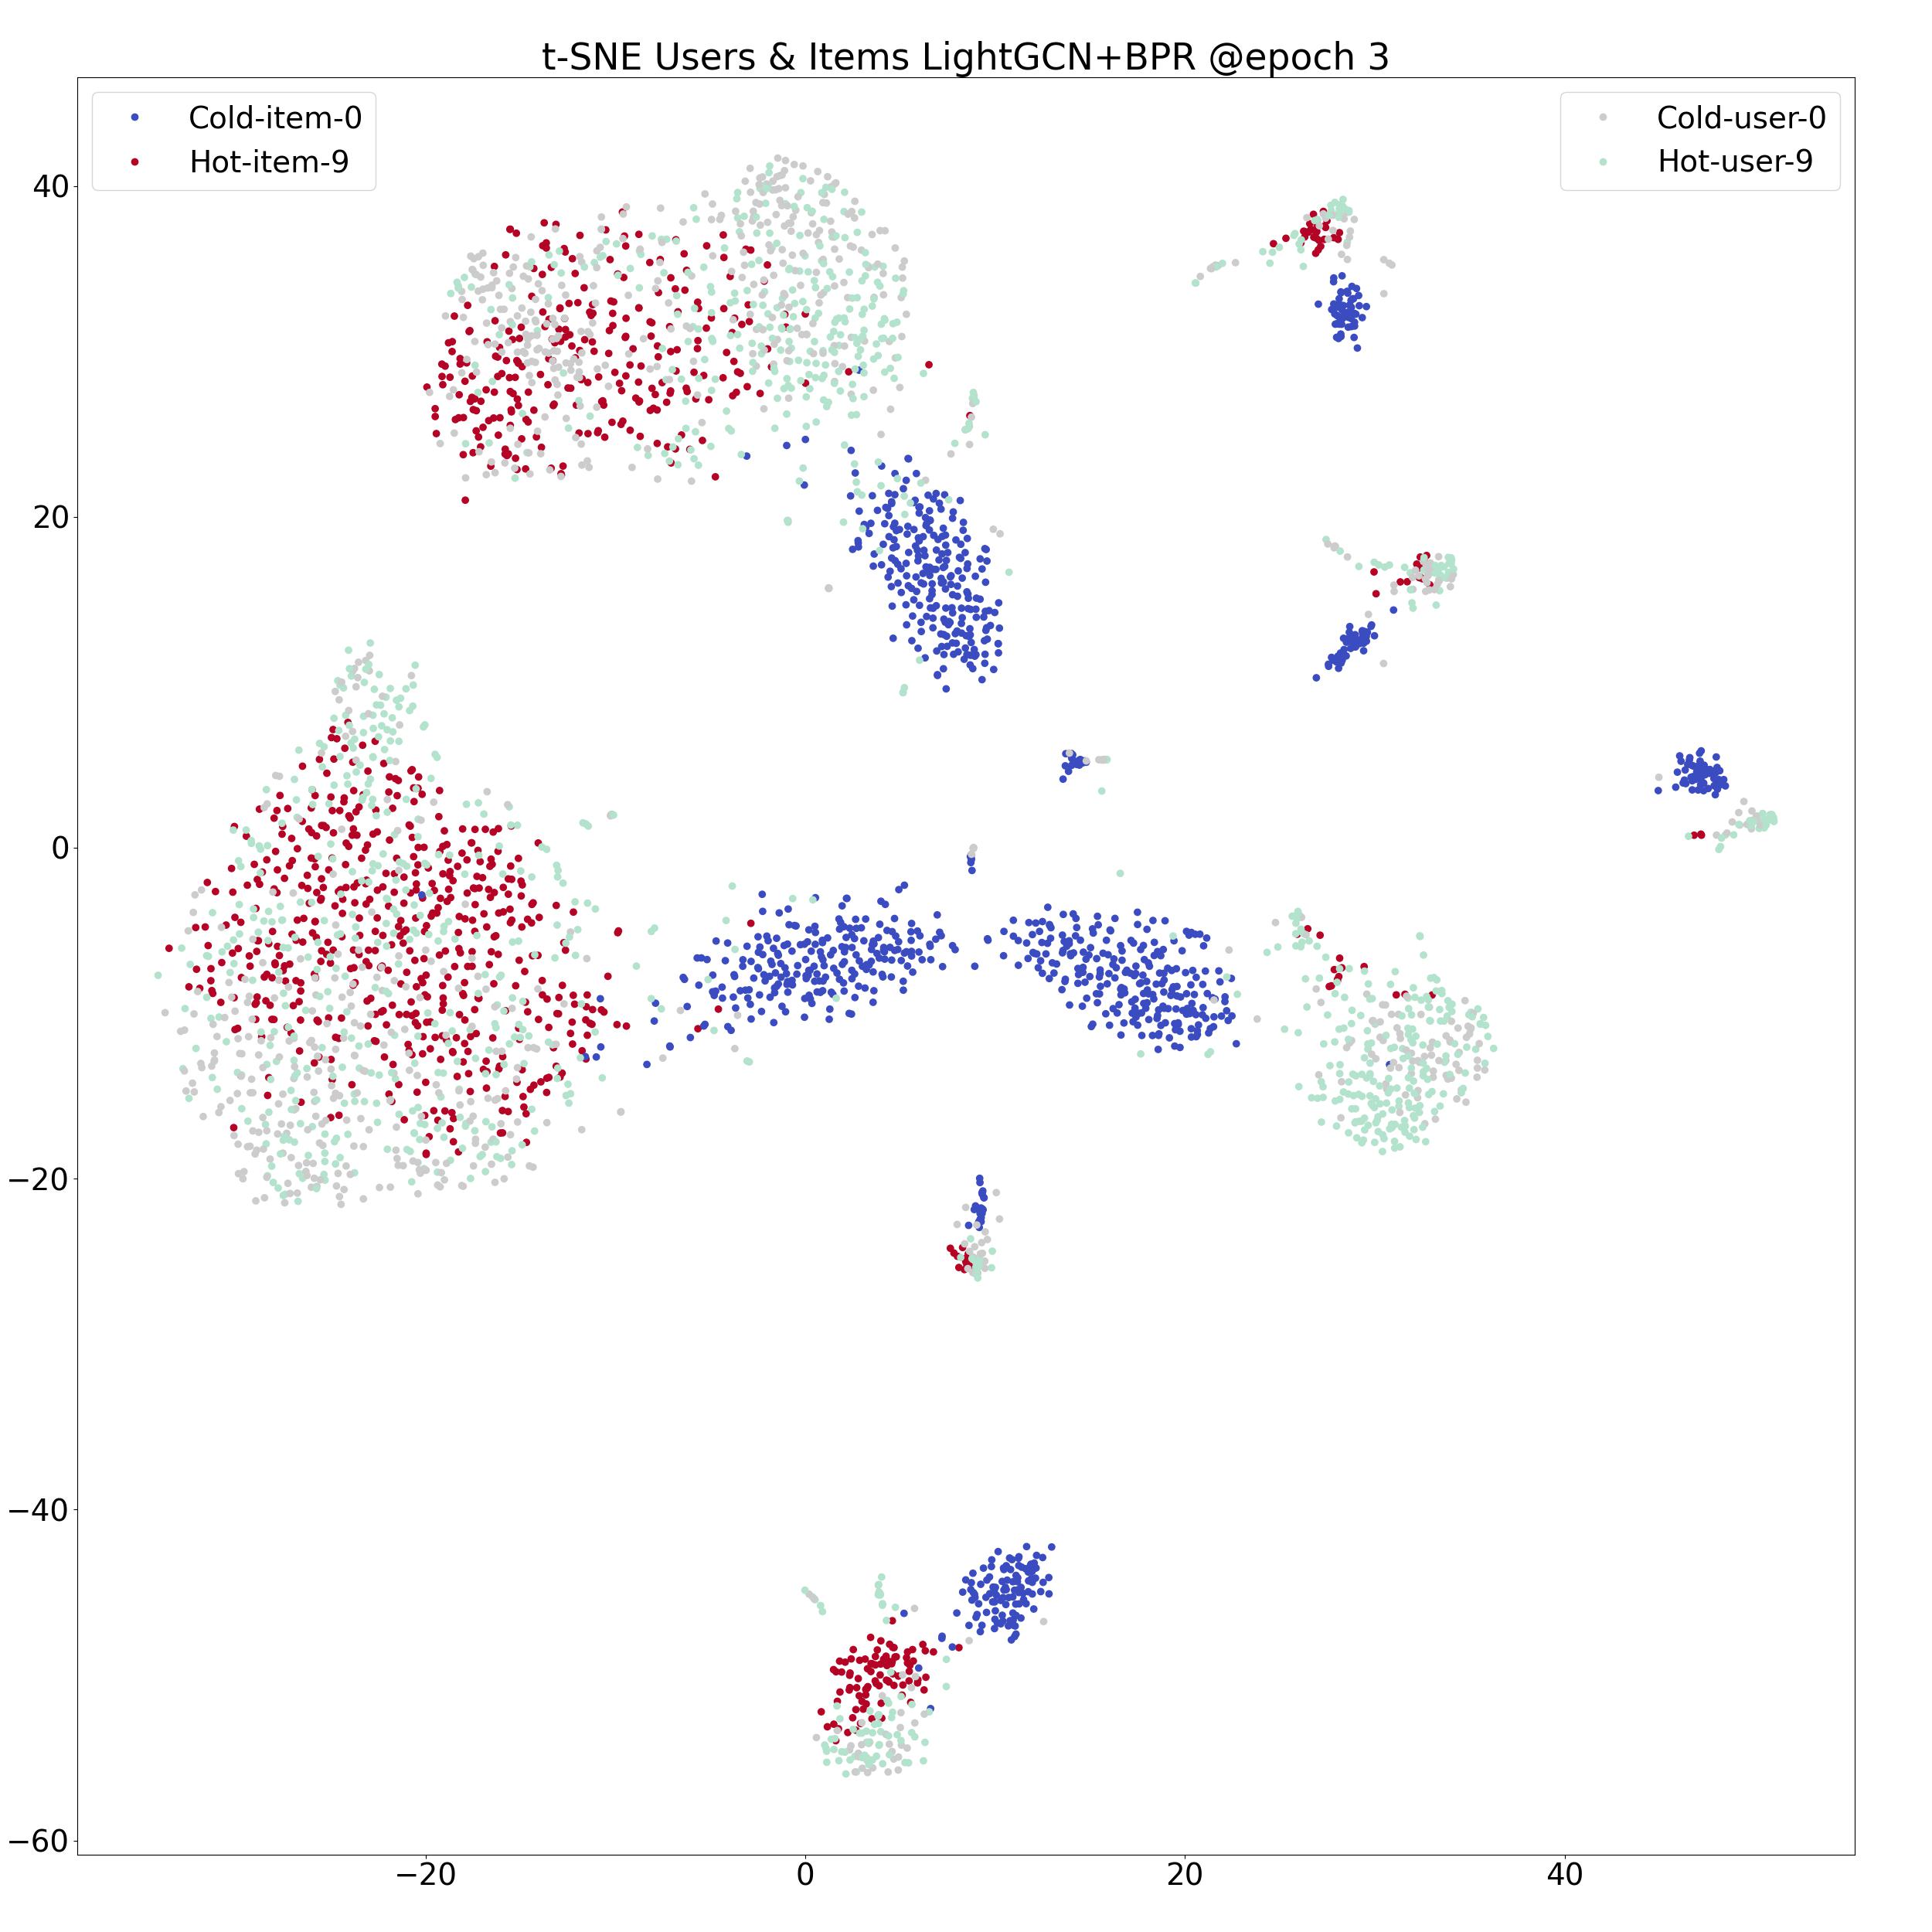 t-SNE Users & Items LightGCN+BPR @epoch 3
Cold-item-0
Hot-item-9
Cold-user-0
Hot-user-9
40
20
0
−20
−40
−60
−20
0
20
40